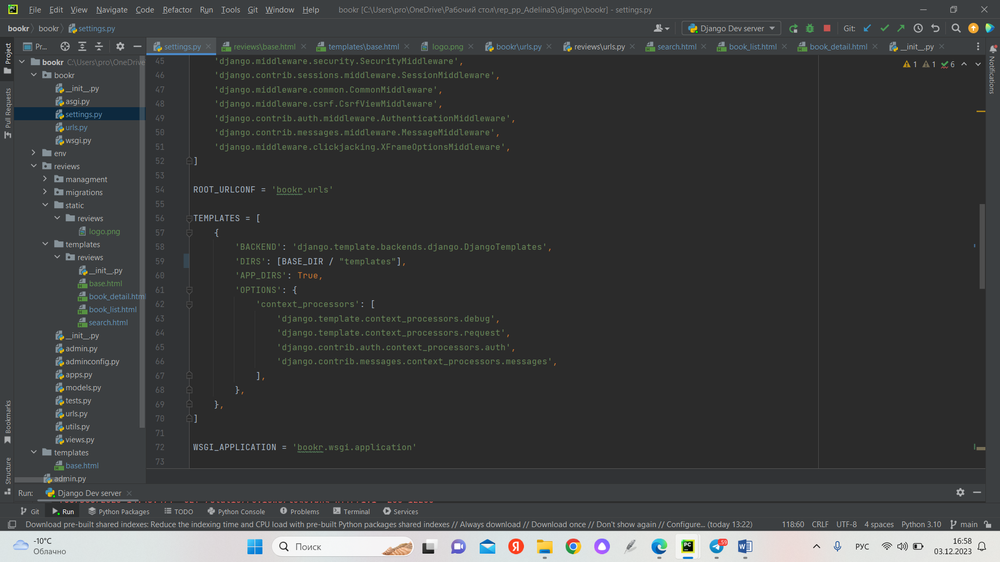 File Edit View Navigate Code Refactor Run Tools Git Window Help bookr [C:\Users\pro\OneDrive\Рабочий стол\rep_pp_AdelinaS\django\bookr] - settings.py
bookr bookr settings.py Django Dev server Git:
Pr... settings.py reviews\base.html templates\base.html logo.png bookr\urls.py reviews\urls.py search.html book_list.html book_detail.html __init__.py
Project
Pull Requests
Bookmarks
Structure
Notifications
bookr C:\Users\pro\OneDrive
bookr
__init__.py
asgi.py
settings.py
urls.py
wsgi.py
env
reviews
managment
migrations
static
reviews
logo.png
templates
reviews
__init__.py
base.html
book_detail.html
book_list.html
search.html
__init__.py
admin.py
adminconfig.py
apps.py
models.py
tests.py
urls.py
utils.py
views.py
templates
base.html
admin.py
1 1 6
45 'django.middleware.security.SecurityMiddleware',
46 'django.contrib.sessions.middleware.SessionMiddleware',
47 'django.middleware.common.CommonMiddleware',
48 'django.middleware.csrf.CsrfViewMiddleware',
49 'django.contrib.auth.middleware.AuthenticationMiddleware',
50 'django.contrib.messages.middleware.MessageMiddleware',
51 'django.middleware.clickjacking.XFrameOptionsMiddleware',
52 ]
53
54 ROOT_URLCONF = 'bookr.urls'
55
56 TEMPLATES = [
57 {
58 'BACKEND': 'django.template.backends.django.DjangoTemplates',
59 'DIRS': [BASE_DIR / "templates"],
60 'APP_DIRS': True,
61 'OPTIONS': {
62 'context_processors': [
63 'django.template.context_processors.debug',
64 'django.template.context_processors.request',
65 'django.contrib.auth.context_processors.auth',
66 'django.contrib.messages.context_processors.messages',
67 ],
68 },
69 },
70 ]
71
72 WSGI_APPLICATION = 'bookr.wsgi.application'
73
Run: Django Dev server
Git Run Python Packages TODO Python Console Problems Terminal Services
Download pre-built shared indexes: Reduce the indexing time and CPU load with pre-built Python packages shared indexes // Always download // Download once // Don't show again // Configure... (today 13:22) 118:60 CRLF UTF-8 4 spaces Python 3.10 main
-10°C
Облачно
Поиск
59
РУС
16:58
03.12.2023